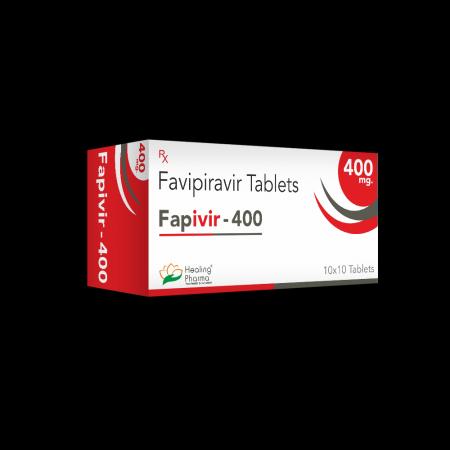 Fapivir - 400
400
mg.
Rx
Favipiravir Tablets
Fapivir - 400
400
mg.
Healing
Pharma
10x10 Tablets